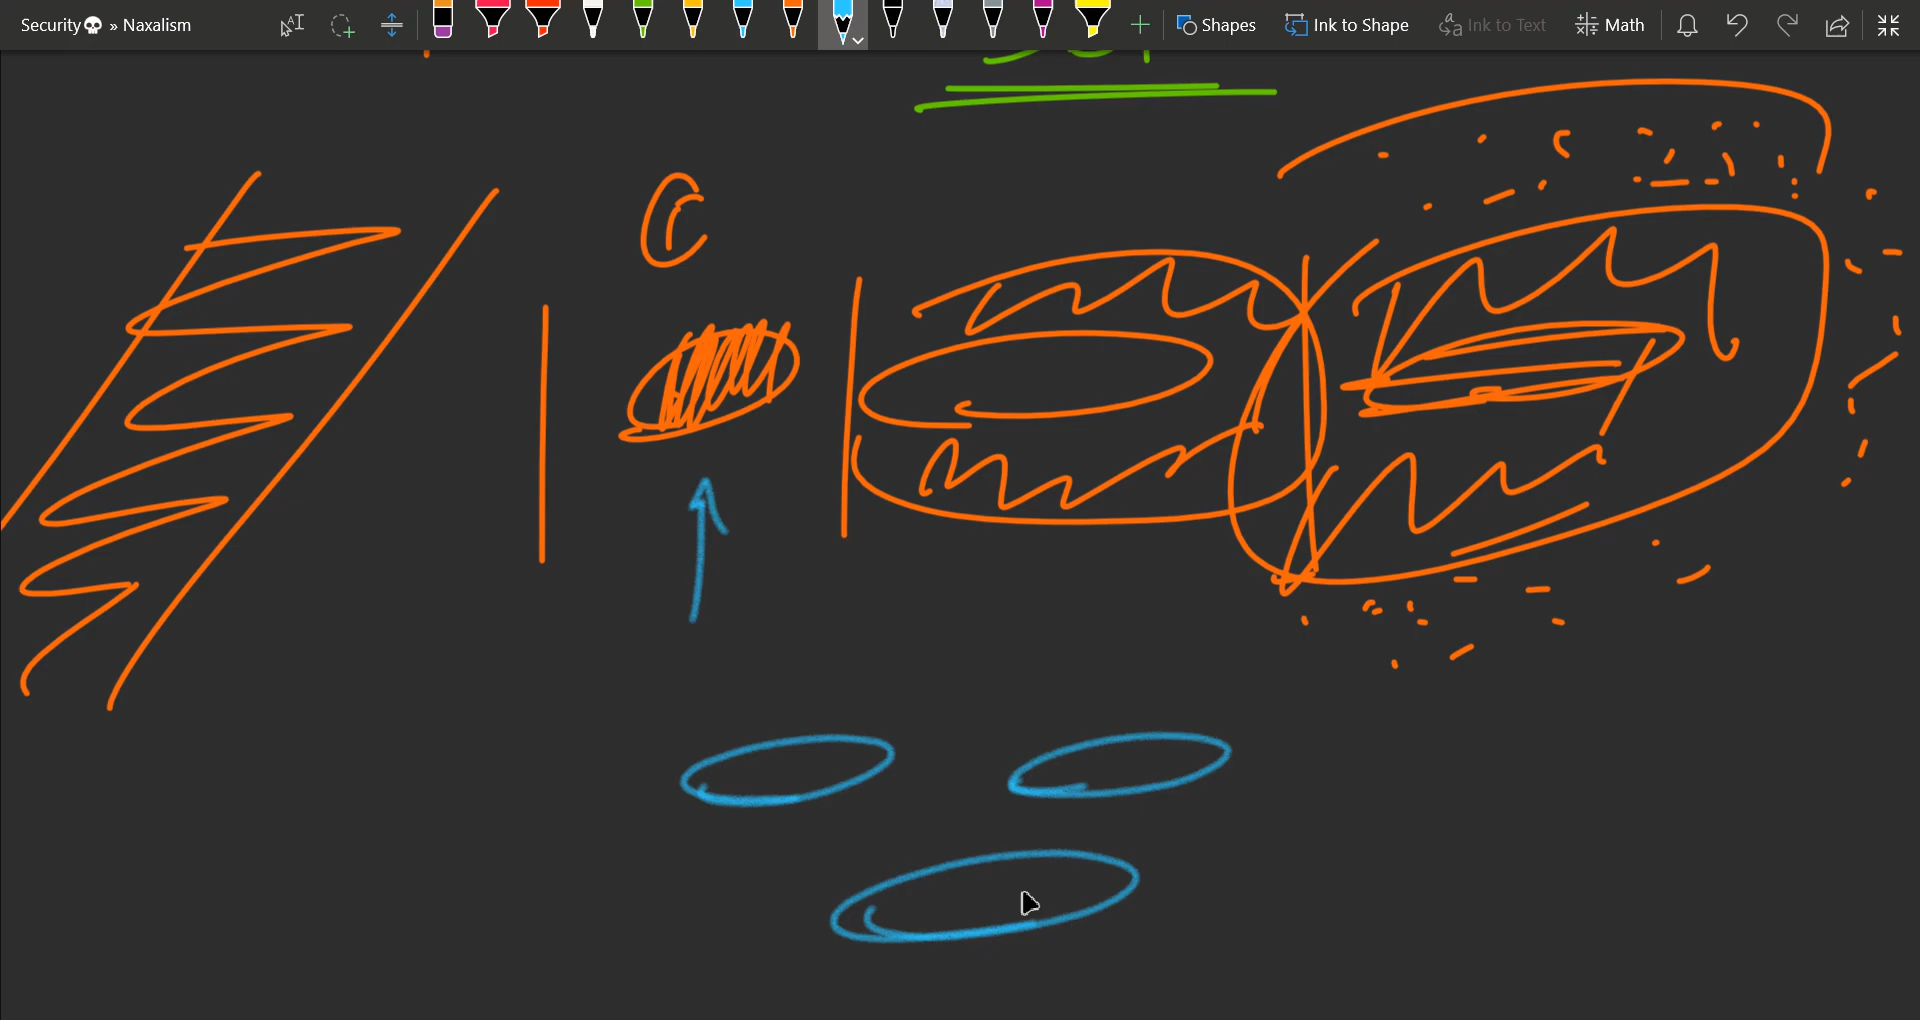 Security💀 » Naxalism
Shapes
Ink to Shape
Ink to Text
Math